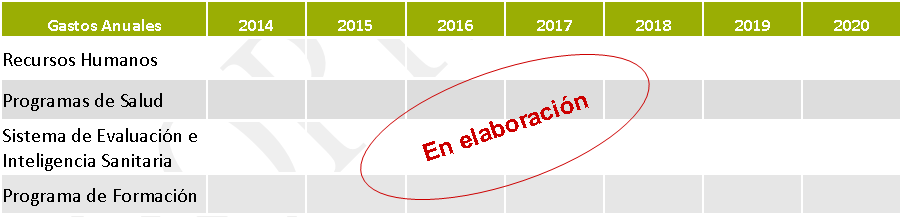 Gastos Anuales 2014 2015 2016 2017 2018 2019 2020
Recursos Humanos
Programas de Salud
En elaboración
Sistema de Evaluación e
Inteligencia Sanitaria
Programa de Formación